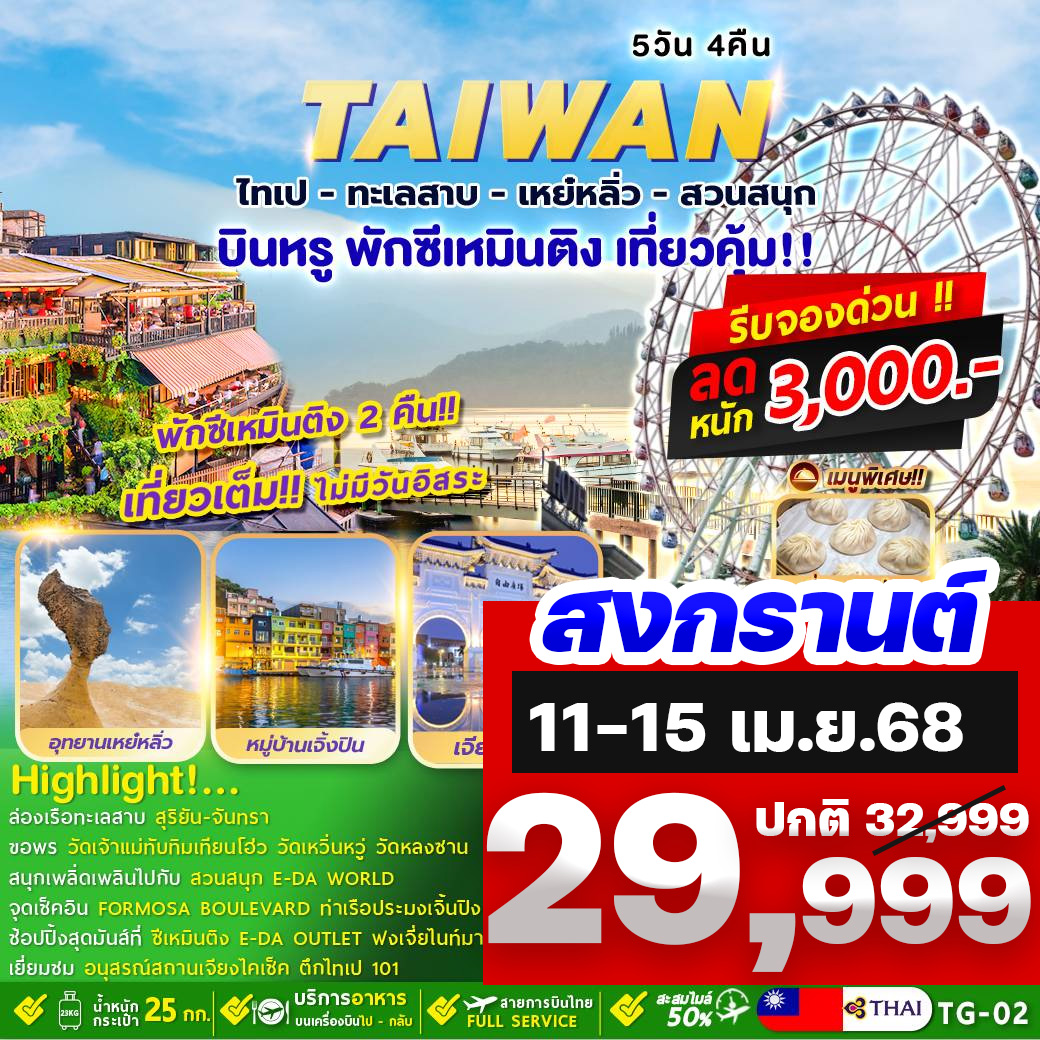 5วัน 4คืน
TAIWAN
ไทเป - ทะเลสาบ - เหย๋หลิ่ว - สวนสนุก
บินหรู พักซีเหมินติง เที่ยวคุ้ม!!
รีบจองด่วน !!
ลดหนัก 3,000.-
พักซีเหมินติง 2 คืน!!
เที่ยวเต็ม!! ไม่มีวันอิสระ
เมนูพิเศษ!!
HOTEL
自由廣場
สงกรานต์
11-15 เม.ย.68
ปกติ 32,999
29,999
อุทยานเหย๋หลิ่ว
หมู่บ้านเจิ้งปิน
Highlight!...
ล่องเรือทะเลสาบ สุริยัน-จันทรา
ขอพร วัดเจ้าแม่ทับทิมเทียนโฮ่ว วัดเหวิ่นหวู่ วัดหลงซาน
สนุกเพลิดเพลินไปกับ สวนสนุก E-DA WORLD
จุดเช็คอิน FORMOSA BOULEVARD ท่าเรือประมงเจิ้นปิง
ช้อปปิ้งสุดมันส์ที่ ซีเหมินติง E-DA OUTLET ฟงเจี่ยไนท์มา
เยี่ยมชม อนุสรณ์สถานเจียงไคเช็ค ตึกไทเป 101
23KG น้ำหนักกระเป๋า 25 กก.
บริการอาหาร
บนเครื่องบินไป - กลับ
สายการบินไทย
FULL SERVICE
สะสมไมล์
50%
THAI
TG-02